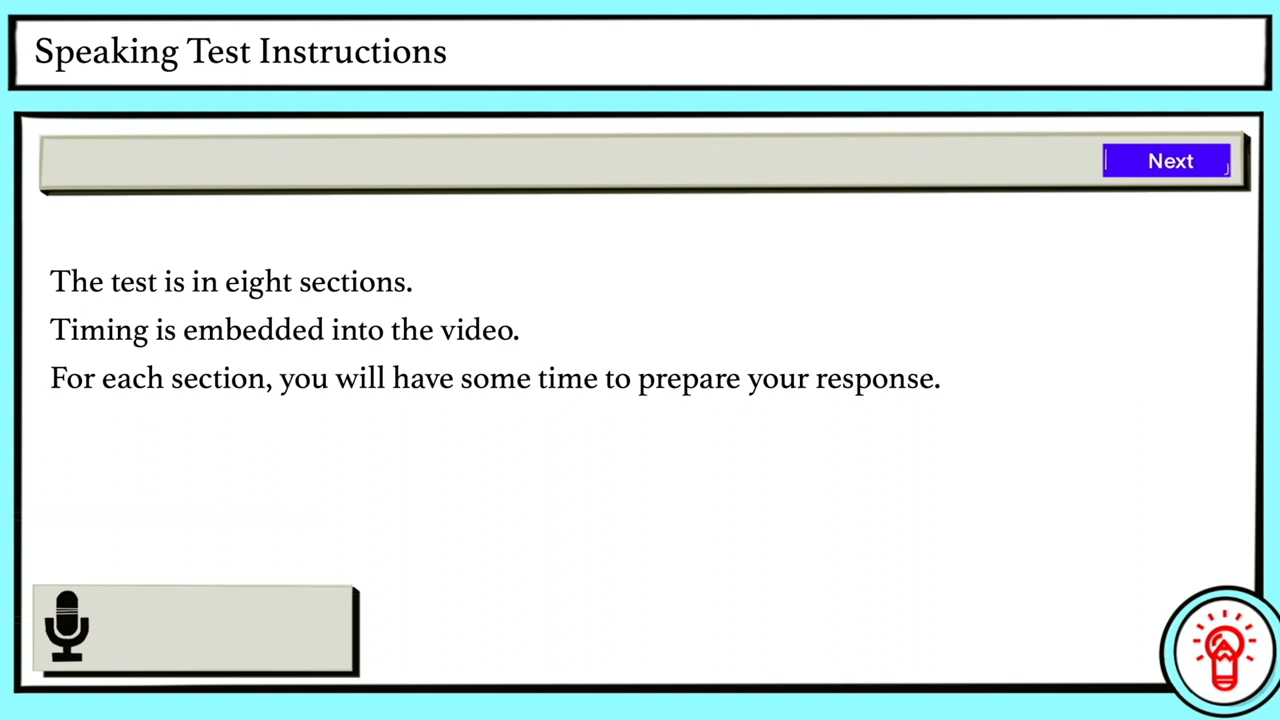 Speaking Test Instructions
Next
The test is in eight sections.
Timing is embedded into the video.
For each section, you will have some time to prepare your response.